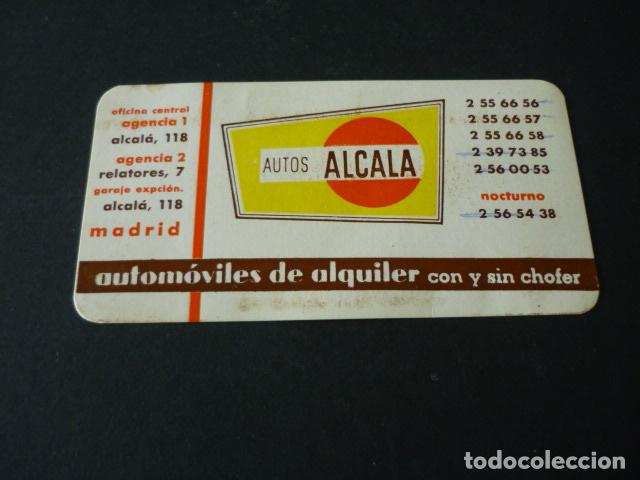 oficina central
agencia 1
alcalá, 118
agencia 2
relatores, 7
garaje expción.
alcalá, 118
madrid
AUTOS ALCALA
2 55 66 56
2 55 66 57
2 55 66 58
2 39 73 85
2 56 00 53
nocturno
2 56 54 38
automóviles de alquiler con y sin chofer
todocoleccion.net